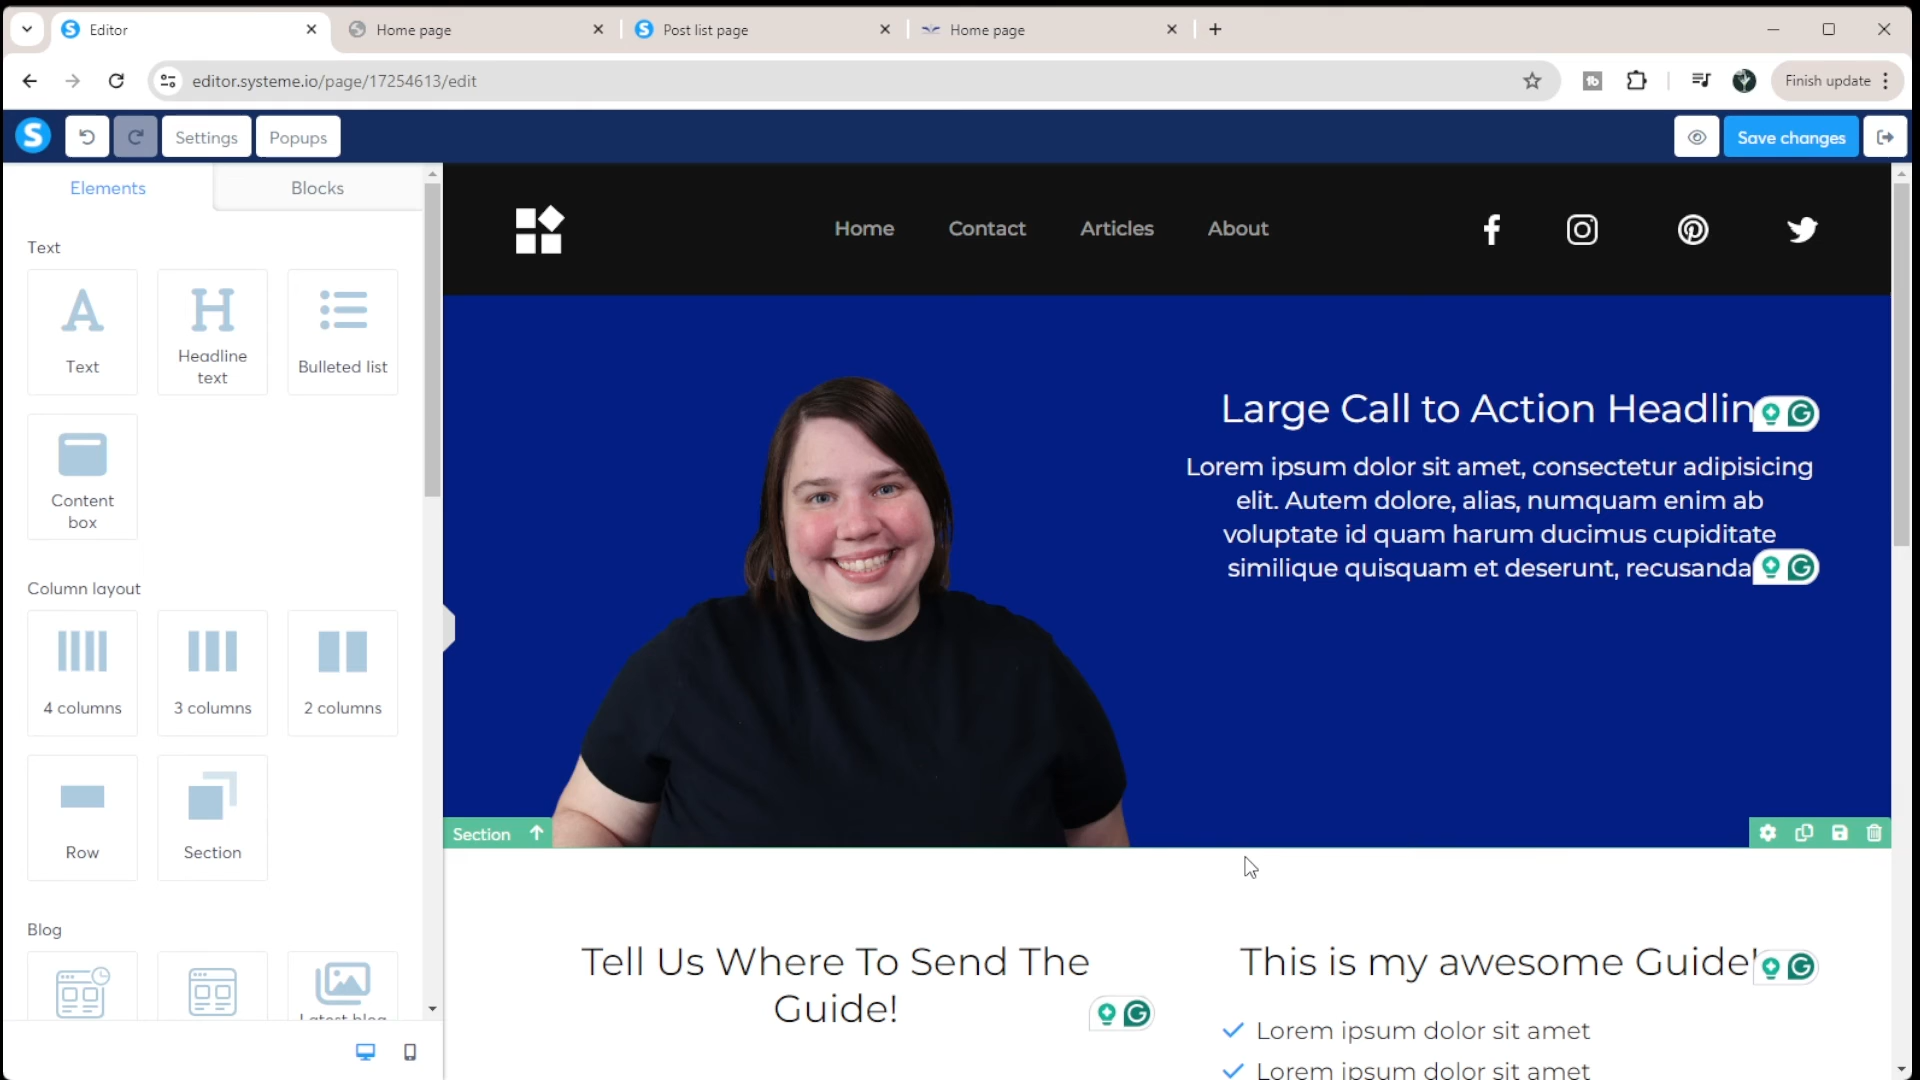 Editor
Home page
Post list page
Home page
editor.systeme.io/page/17254613/edit
Finish update
S
Settings
Popups
Save changes
Elements
Blocks
Text
Text
Headline
text
Bulleted list
Content
box
Column layout
4 columns
3 columns
2 columns
Row
Section
Blog
Latest blog
Home
Contact
Articles
About
Large Call to Action Headlin
Lorem ipsum dolor sit amet, consectetur adipisicing
elit. Autem dolore, alias, numquam enim ab
voluptate id quam harum ducimus cupiditate
similique quisquam et deserunt, recusanda
Section
Tell Us Where To Send The
Guide!
This is my awesome Guide!
Lorem ipsum dolor sit amet
Lorem ipsum dolor sit amet